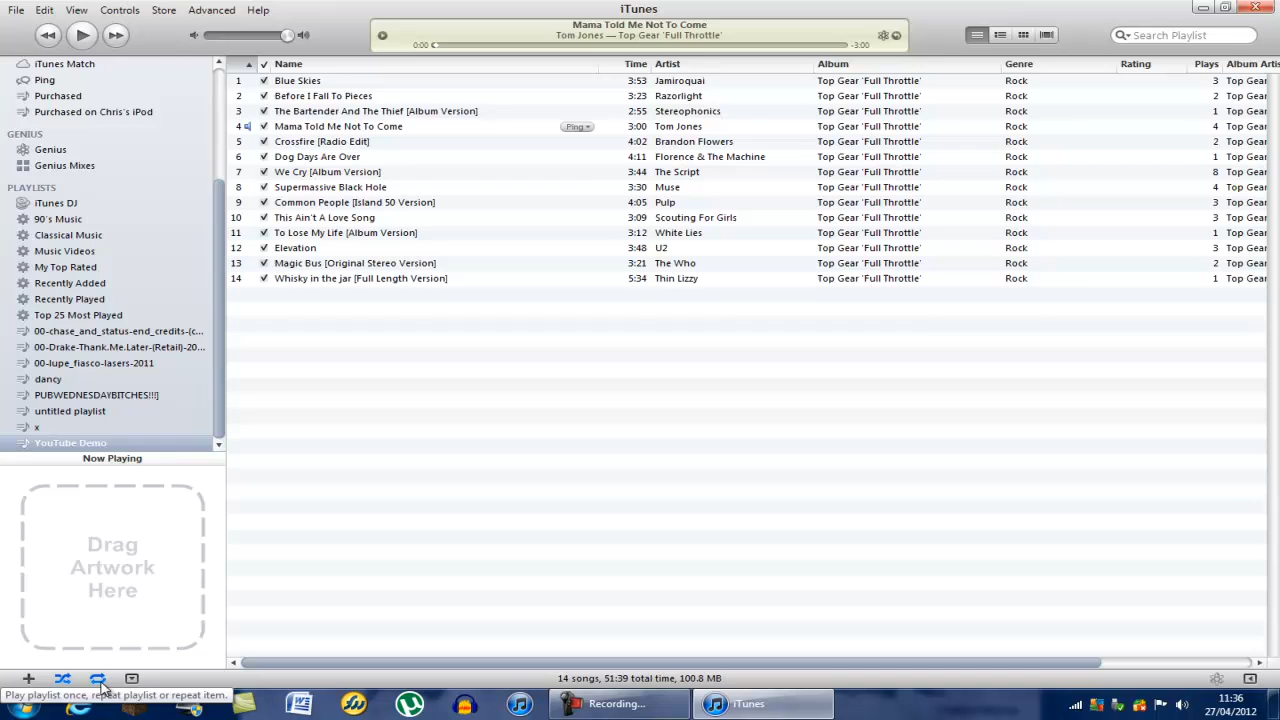 File Edit View Controls Store Advanced Help
iTunes
Mama Told Me Not To Come
Tom Jones — Top Gear 'Full Throttle'
0:00 -3:00
Search Playlist
iTunes Match
Ping
Purchased
Purchased on Chris's iPod
GENIUS
Genius
Genius Mixes
PLAYLISTS
iTunes DJ
90's Music
Classical Music
Music Videos
My Top Rated
Recently Added
Recently Played
Top 25 Most Played
00-chase_and_status-end_credits-(c...
00-Drake-Thank.Me.Later-(Retail)-20...
00-lupe_fiasco-lasers-2011
dancy
PUBWEDNESDAYBITCHES!!!]
untitled playlist
x
YouTube Demo
Now Playing
Drag
Artwork
Here
Name Time Artist Album Genre Rating Plays Album Artis
1 Blue Skies 3:53 Jamiroquai Top Gear 'Full Throttle' Rock 3 Top Gear
2 Before I Fall To Pieces 3:23 Razorlight Top Gear 'Full Throttle' Rock 2 Top Gear
3 The Bartender And The Thief [Album Version] 2:55 Stereophonics Top Gear 'Full Throttle' Rock 1 Top Gear
4 Mama Told Me Not To Come Ping 3:00 Tom Jones Top Gear 'Full Throttle' Rock 4 Top Gear
5 Crossfire [Radio Edit] 4:02 Brandon Flowers Top Gear 'Full Throttle' Rock 2 Top Gear
6 Dog Days Are Over 4:11 Florence & The Machine Top Gear 'Full Throttle' Rock 1 Top Gear
7 We Cry [Album Version] 3:44 The Script Top Gear 'Full Throttle' Rock 8 Top Gear
8 Supermassive Black Hole 3:30 Muse Top Gear 'Full Throttle' Rock 4 Top Gear
9 Common People [Island 50 Version] 4:05 Pulp Top Gear 'Full Throttle' Rock 3 Top Gear
10 This Ain't A Love Song 3:09 Scouting For Girls Top Gear 'Full Throttle' Rock 3 Top Gear
11 To Lose My Life [Album Version] 3:12 White Lies Top Gear 'Full Throttle' Rock 1 Top Gear
12 Elevation 3:48 U2 Top Gear 'Full Throttle' Rock 3 Top Gear
13 Magic Bus [Original Stereo Version] 3:21 The Who Top Gear 'Full Throttle' Rock 2 Top Gear
14 Whisky in the jar [Full Length Version] 5:34 Thin Lizzy Top Gear 'Full Throttle' Rock 1 Top Gear
14 songs, 51:39 total time, 100.8 MB
Play playlist once, repeat playlist or repeat item.
Recording... iTunes
11:36
27/04/2012